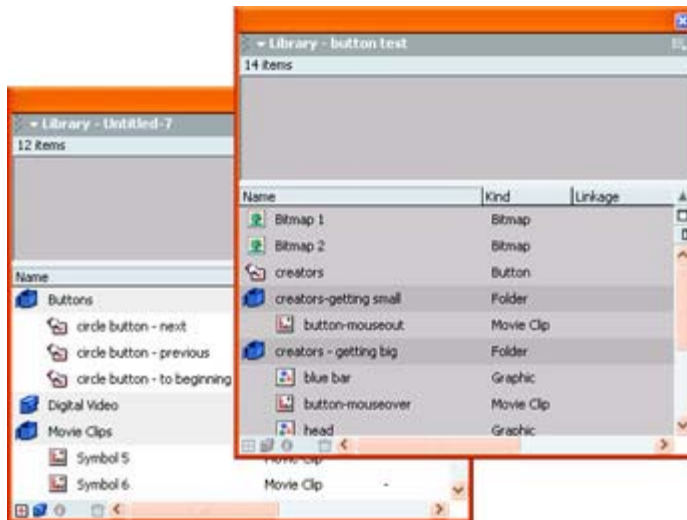 Library - button test
14 items
Name Kind Linkage
Bitmap 1 Bitmap
Bitmap 2 Bitmap
creators Button
creators-getting small Folder
button-mouseout Movie Clip
creators - getting big Folder
blue bar Graphic
button-mouseover Movie Clip
head Graphic
Library - Untitled-7
12 items
Name
Buttons
circle button - next
circle button - previous
circle button - to beginning
Digital Video
Movie Clips
Symbol 5 Movie Clip
Symbol 6 Movie Clip -